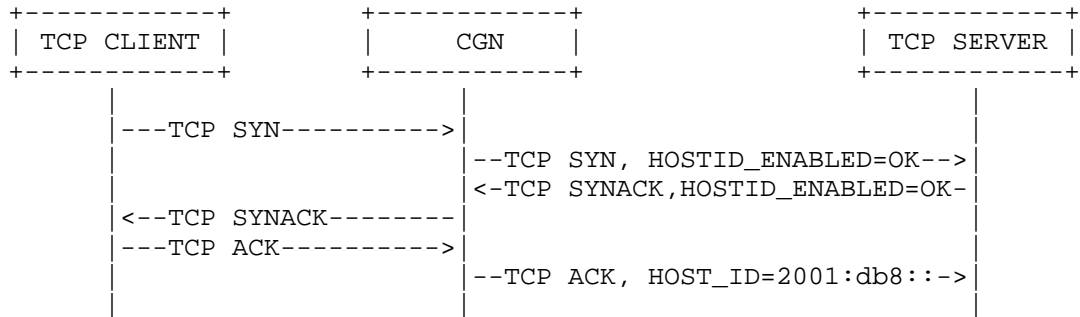 TCP CLIENT CGN TCP SERVER
---TCP SYN---------->
--TCP SYN, HOSTID_ENABLED=OK-->
<-TCP SYNACK,HOSTID_ENABLED=OK-
<--TCP SYNACK--------
---TCP ACK---------->
--TCP ACK, HOST_ID=2001:db8::->